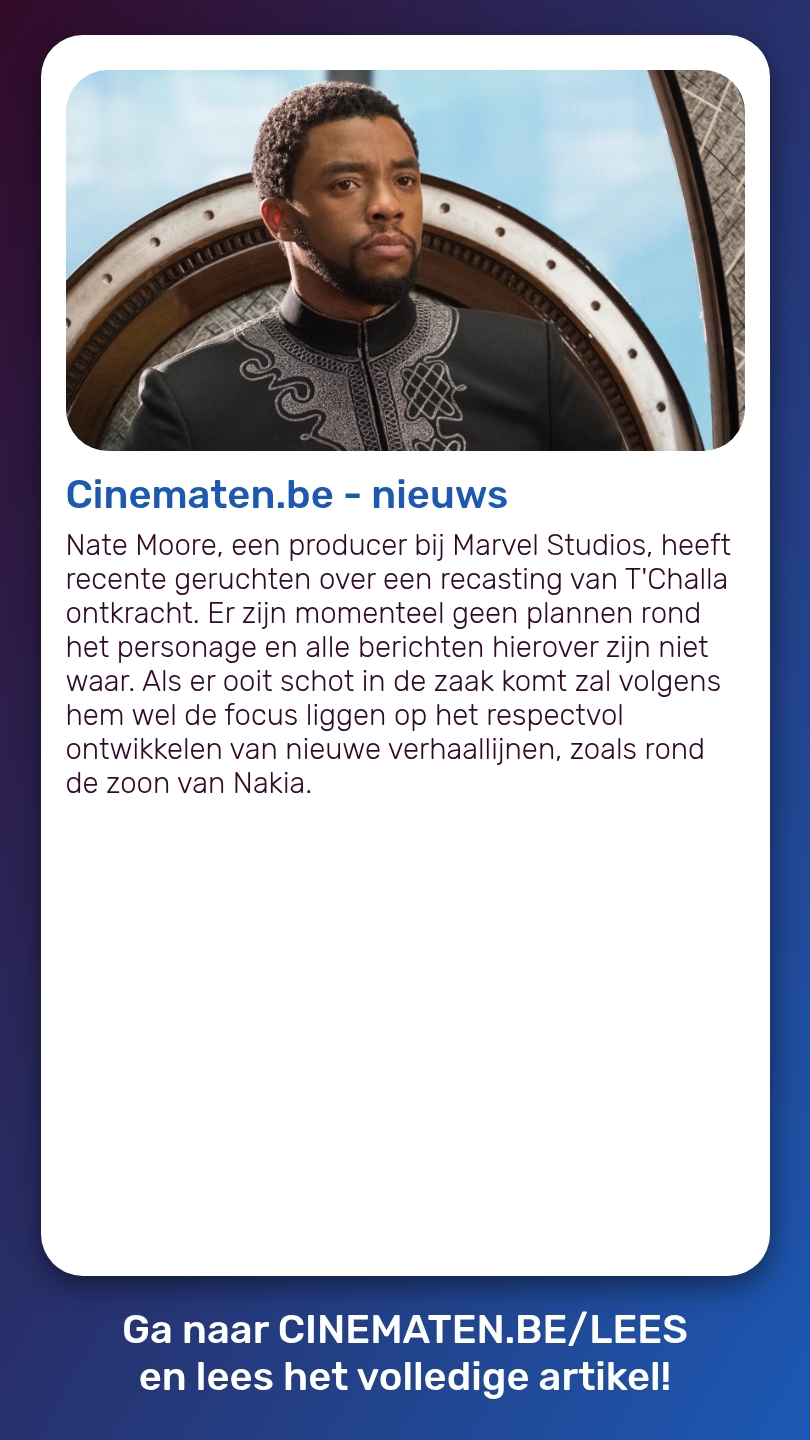 Cinematen.be - nieuws
Nate Moore, een producer bij Marvel Studios, heeft
recente geruchten over een recasting van T'Challa
ontkracht. Er zijn momenteel geen plannen rond
het personage en alle berichten hierover zijn niet
waar. Als er ooit schot in de zaak komt zal volgens
hem wel de focus liggen op het respectvol
ontwikkelen van nieuwe verhaallijnen, zoals rond
de zoon van Nakia.
Ga naar CINEMATEN.BE/LEES
en lees het volledige artikel!